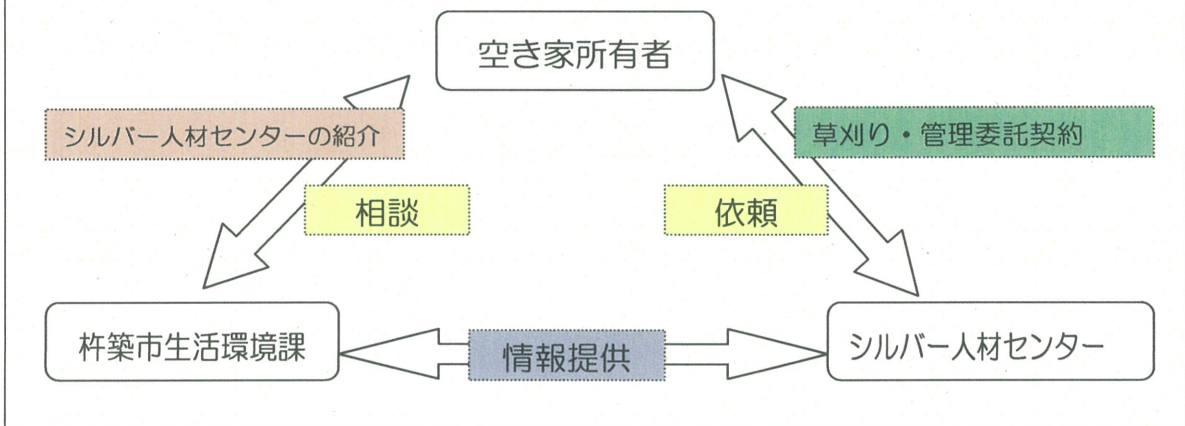 空き家所有者
シルバー人材センターの紹介
草刈り・管理委託契約
相談
依頼
杵築市生活環境課
情報提供
シルバー人材センター